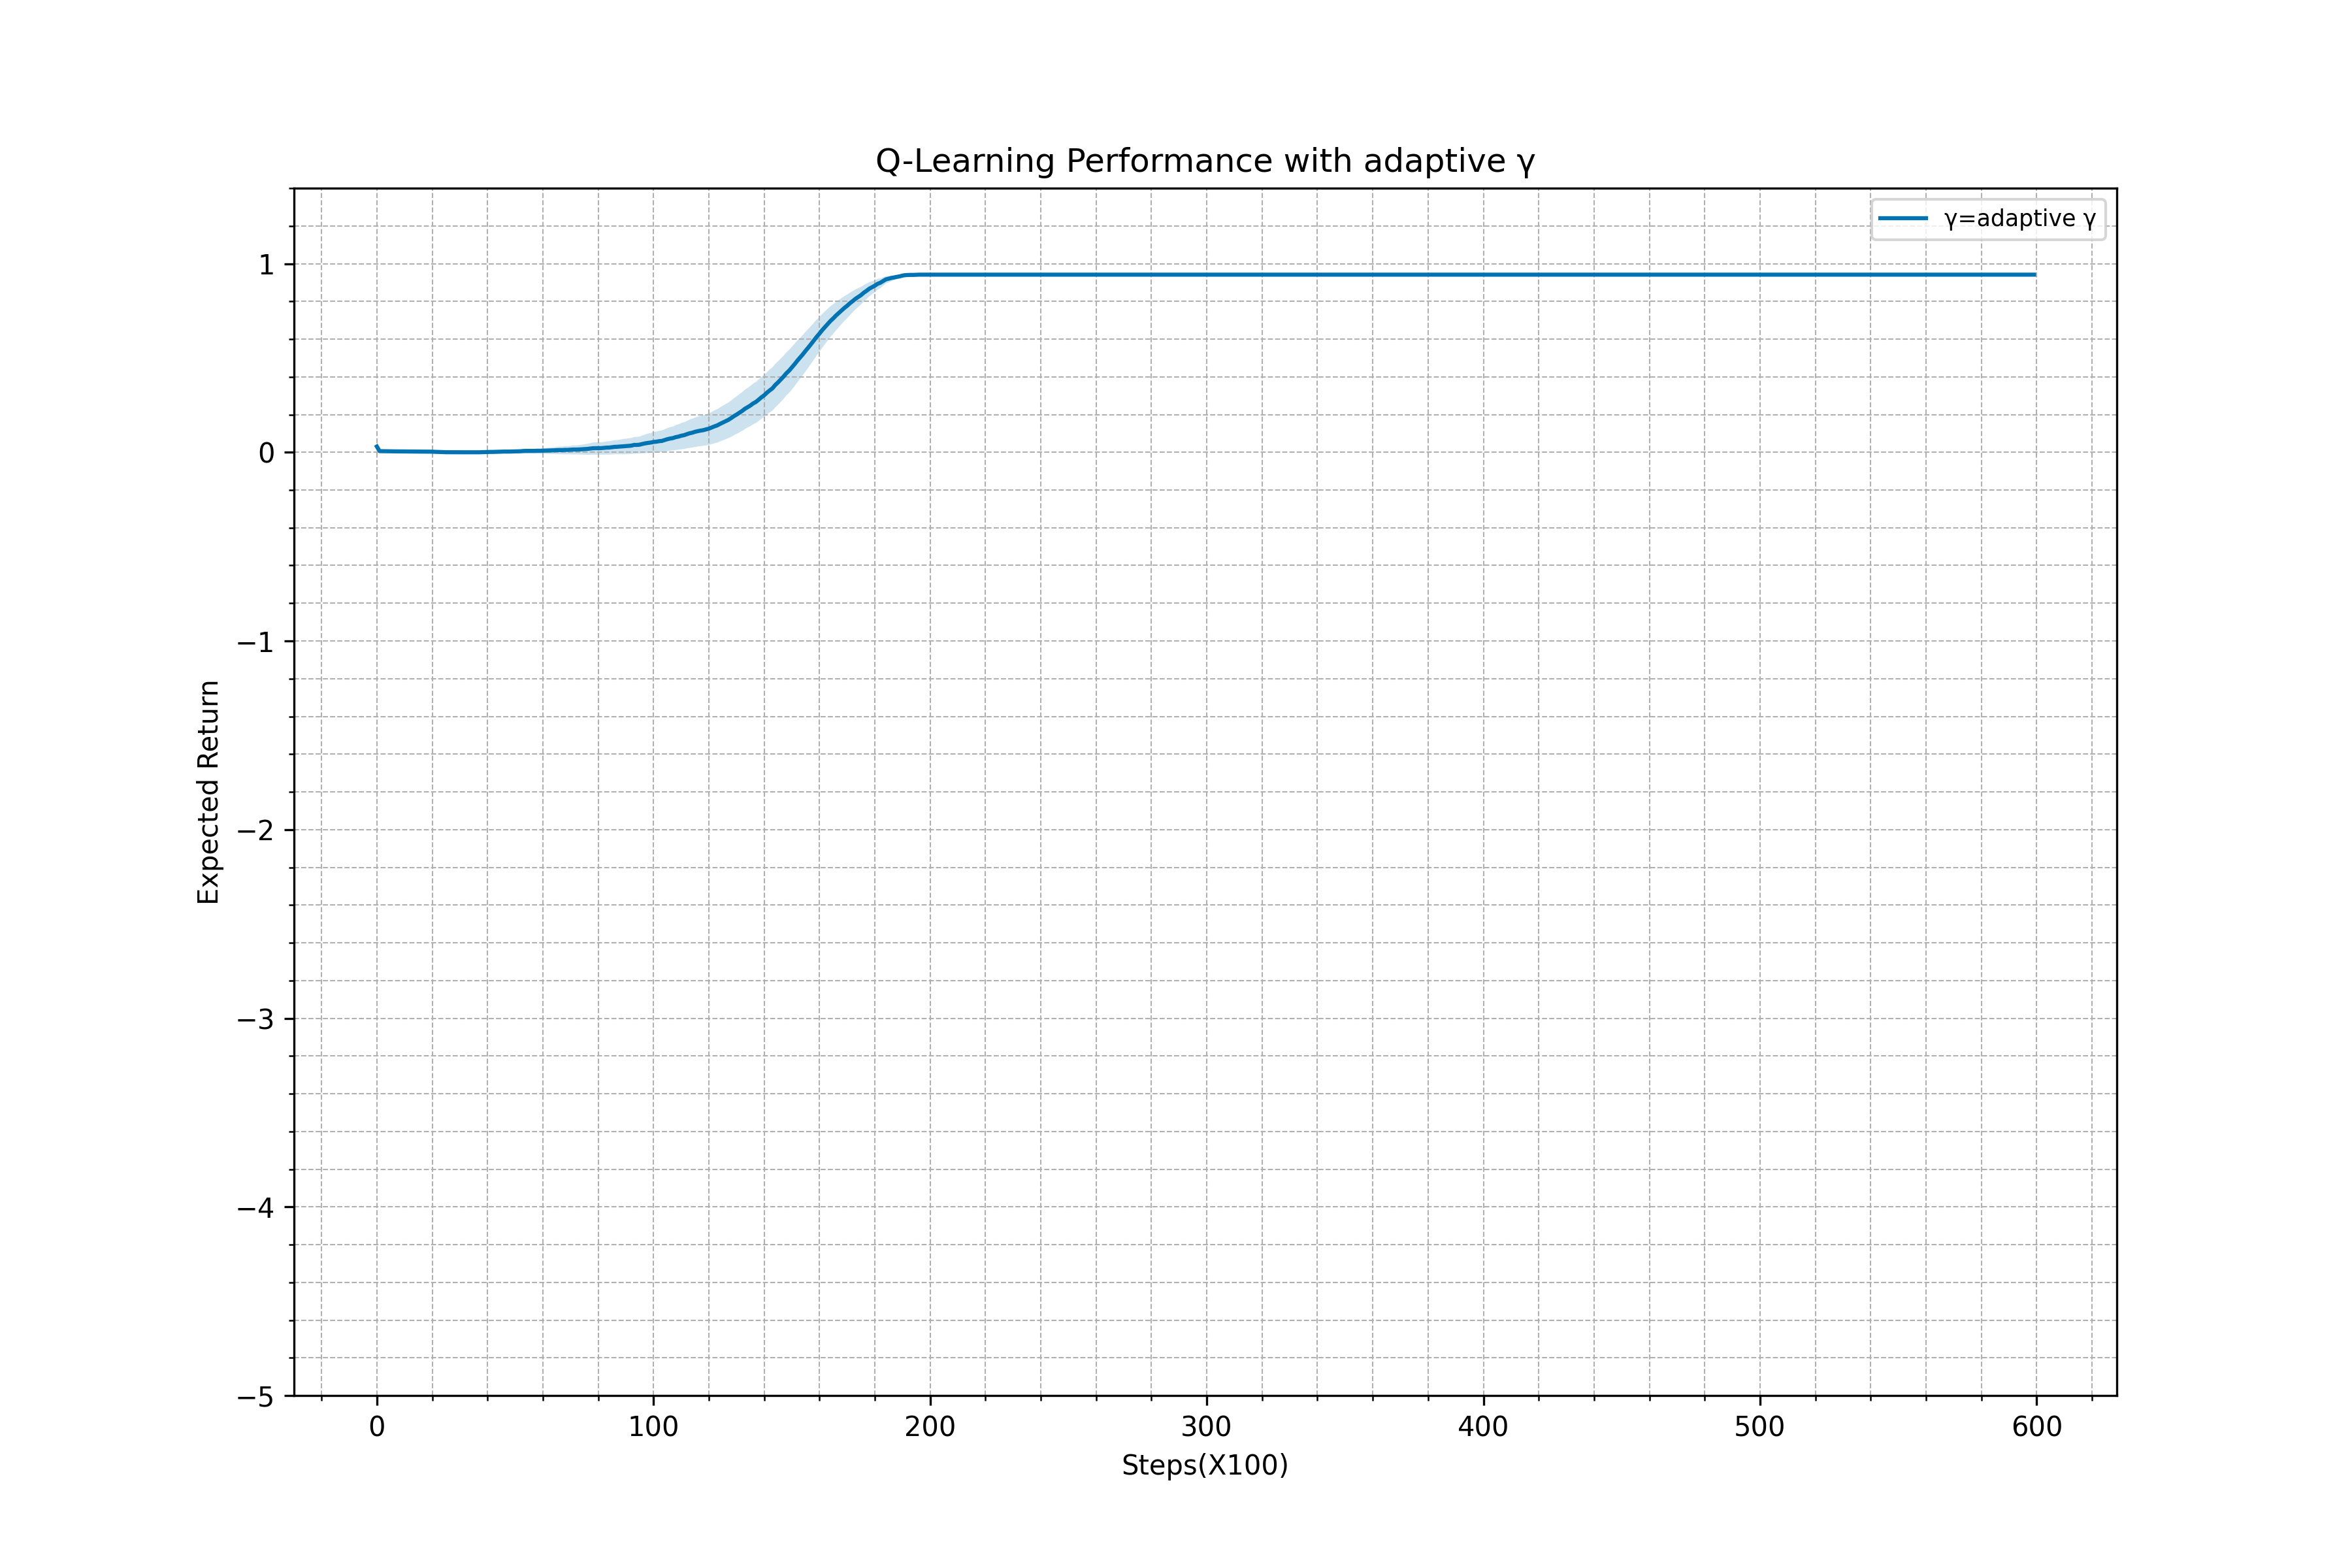 Q-Learning Performance with adaptive γ
γ=adaptive γ
1
0
−1
−2
−3
−4
−5
Expected Return
0 100 200 300 400 500 600
Steps(X100)